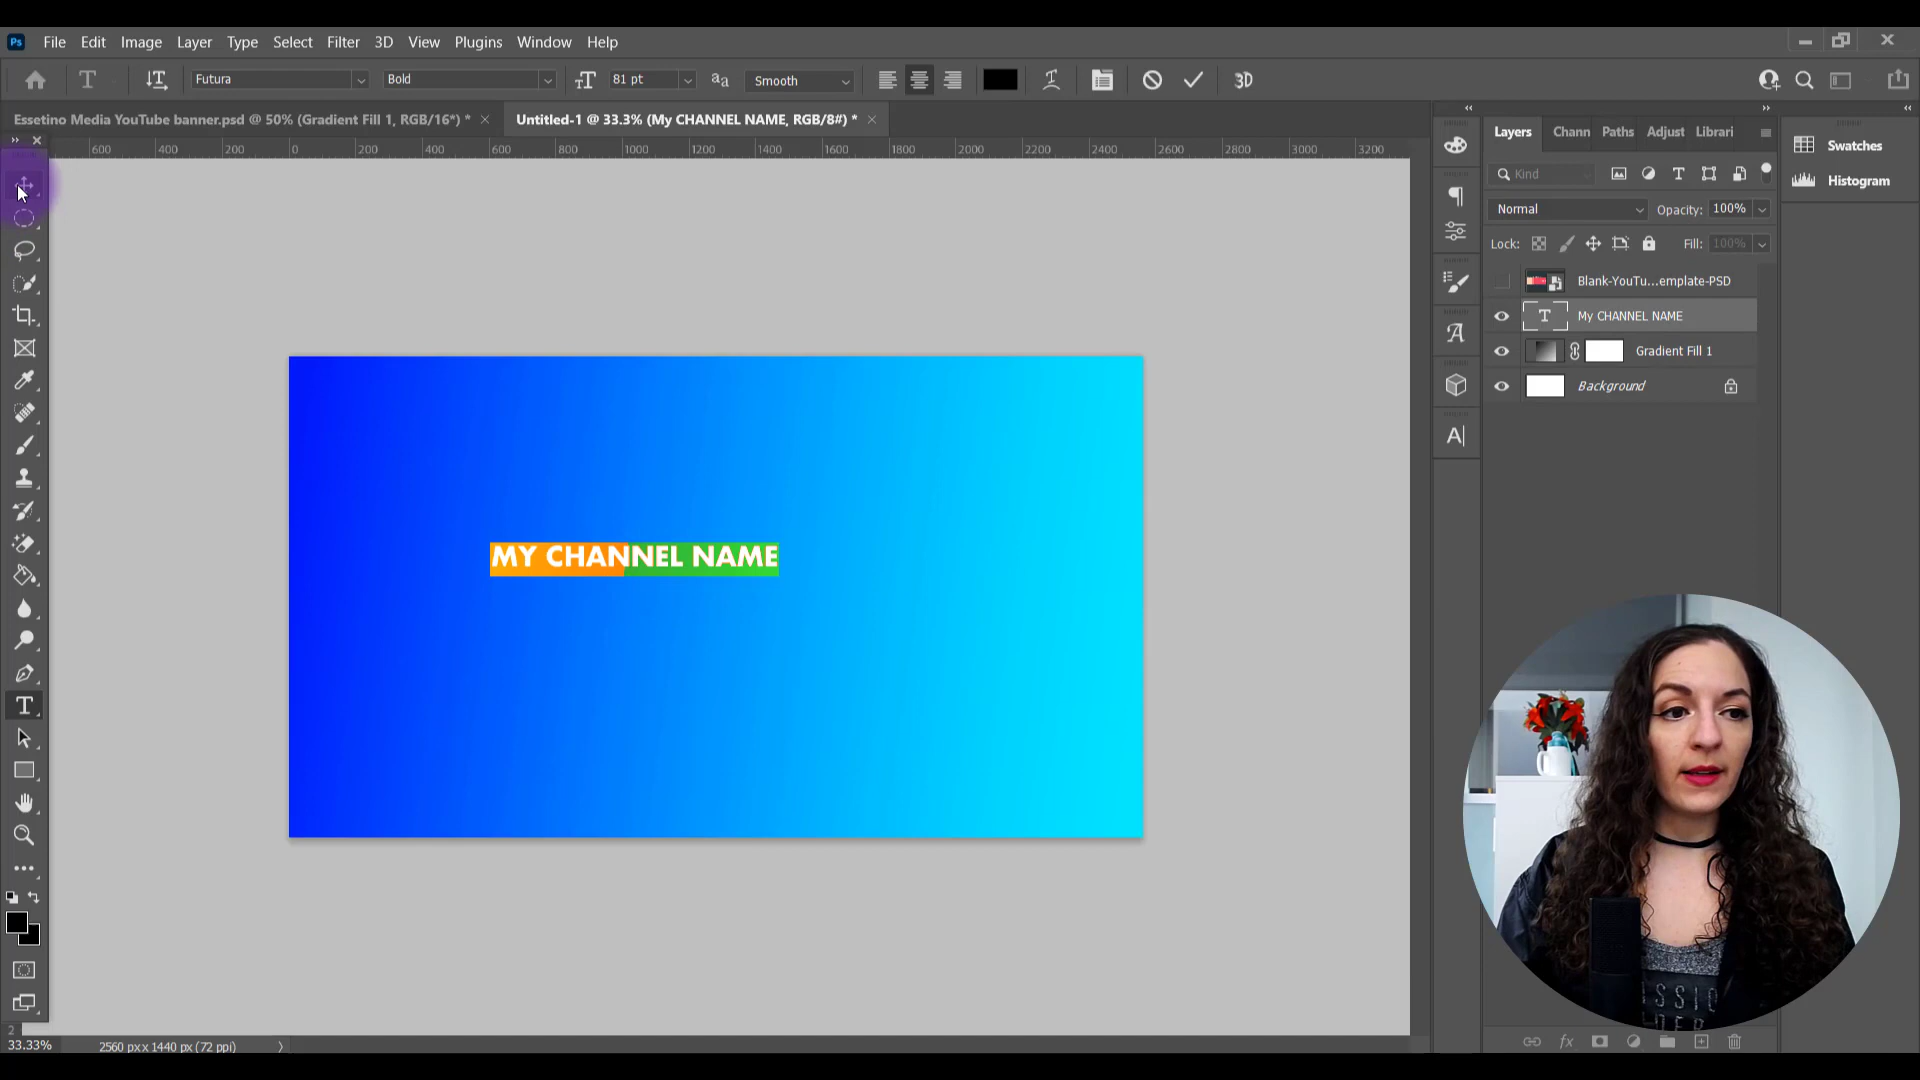 Ps File Edit Image Layer Type Select Filter 3D View Plugins Window Help
T Futura Bold 81 pt aa Smooth 3D
Essetino Media YouTube banner.psd @ 50% (Gradient Fill 1, RGB/16*) * Untitled-1 @ 33.3% (My CHANNEL NAME, RGB/8#) *
600 400 200 0 200 400 600 800 1000 1200 1400 1600 1800 2000 2200 2400 2600 2800 3000 3200
Layers Chann Paths Adjust Librari
Swatches
Kind
Histogram
Normal Opacity: 100%
Lock: Fill: 100%
Blank-YouTu...emplate-PSD
T My CHANNEL NAME
Gradient Fill 1
Background
A
A
MY CHANNEL NAME
T
2
33.33% 2560 px x 1440 px (72 ppi)
fx